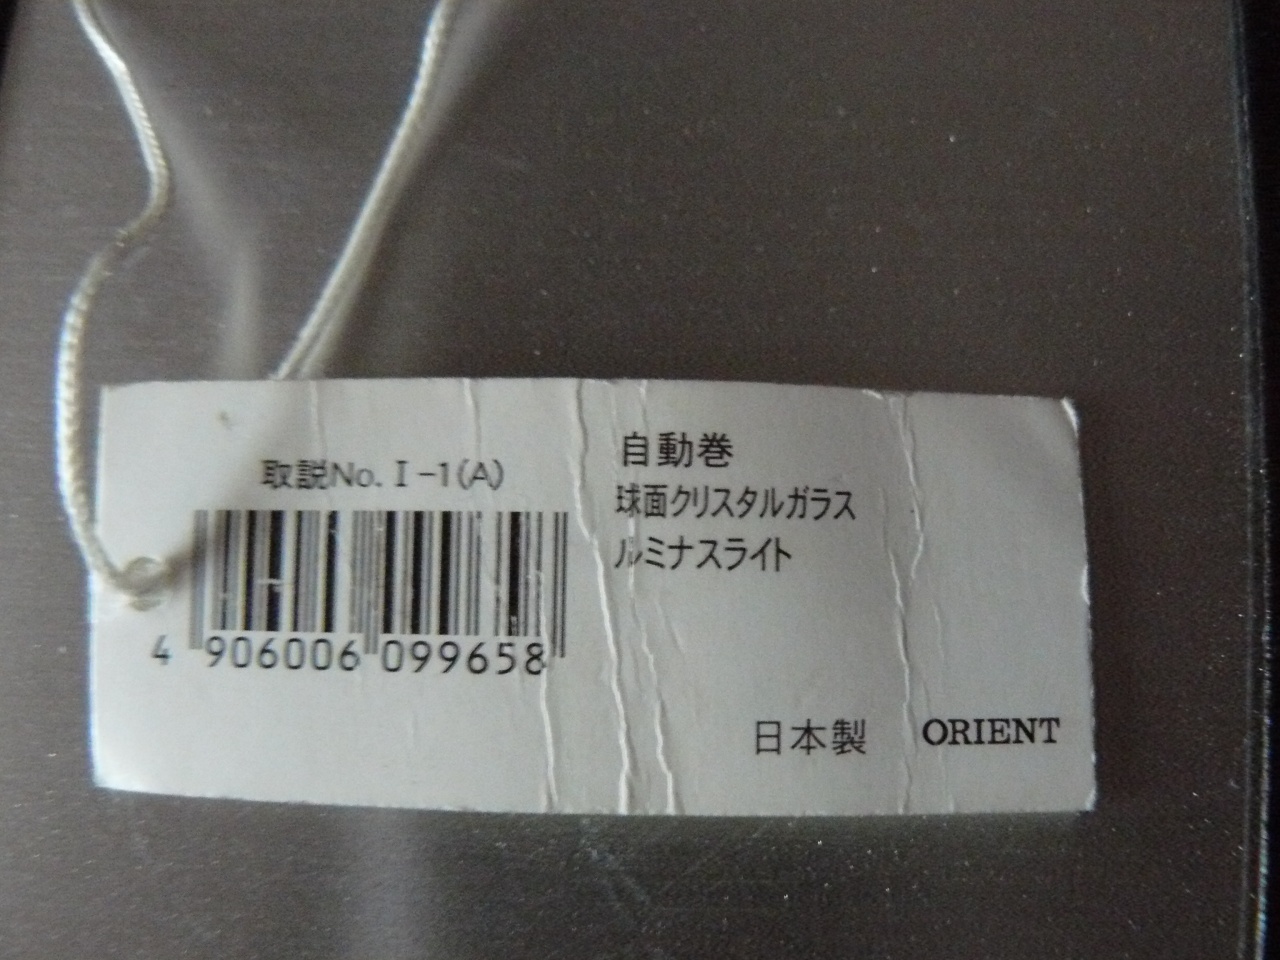 取説No. I-1(A)
4 906006 099658
自動巻
球面クリスタルガラス
ルミナスライト
日本製 ORIENT